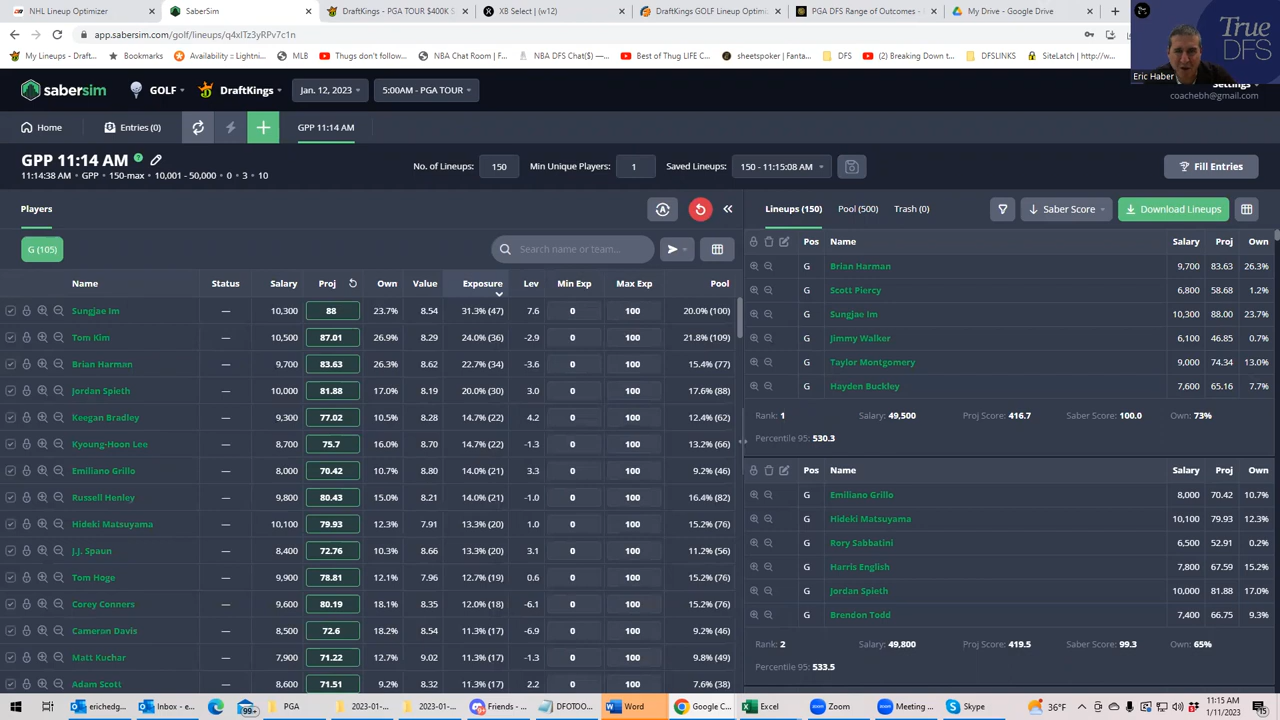 NHL Lineup Optimizer
SaberSim
DraftKings - PGA TOUR $400K S
XB Select | (w12)
DraftKings GOLF Lineup Optimi
PGA DFS Range of Outcomes -
My Drive - Google Drive
app.sabersim.com/golf/lineups/q4xlTz3yRPv7c1n
My Lineups - Draft...
Bookmarks
Availability = Lightni...
Thugs don't follow...
NBA Chat Room / F...
NBA DFS Chat($) —...
Best of Thug LIFE C...
sheetspoker | Fanta...
DFS
(2) Breaking Down t...
DFSLINKS
SiteLatch | http://w...
True
DFS
Eric Haber
sabersim
GOLF
DraftKings
Jan. 12, 2023
5:00AM - PGA TOUR
Settings
coachebh@gmail.com
Home
Entries (0)
GPP 11:14 AM
GPP 11:14 AM
11:14:38 AM • GPP • 150-max • 10,001 - 50,000 • 0 • 3 • 10
No. of Lineups: 150
Min Unique Players: 1
Saved Lineups: 150 - 11:15:08 AM
Fill Entries
Players
Lineups (150)
Pool (500)
Trash (0)
Saber Score
Download Lineups
G (105)
Search name or team...
Name Status Salary Proj Own Value Exposure Lev Min Exp Max Exp Pool
Sungjae Im — 10,300 88 23.7% 8.54 31.3% (47) 7.6 0 100 20.0% (100)
Tom Kim — 10,500 87.01 26.9% 8.29 24.0% (36) -2.9 0 100 21.8% (109)
Brian Harman — 9,700 83.63 26.3% 8.62 22.7% (34) -3.6 0 100 15.4% (77)
Jordan Spieth — 10,000 81.88 17.0% 8.19 20.0% (30) 3.0 0 100 17.6% (88)
Keegan Bradley — 9,300 77.02 10.5% 8.28 14.7% (22) 4.2 0 100 12.4% (62)
Kyoung-Hoon Lee — 8,700 75.7 16.0% 8.70 14.7% (22) -1.3 0 100 13.2% (66)
Emiliano Grillo — 8,000 70.42 10.7% 8.80 14.0% (21) 3.3 0 100 9.2% (46)
Russell Henley — 9,800 80.43 15.0% 8.21 14.0% (21) -1.0 0 100 16.4% (82)
Hideki Matsuyama — 10,100 79.93 12.3% 7.91 13.3% (20) 1.0 0 100 15.2% (76)
J.J. Spaun — 8,400 72.76 10.3% 8.66 13.3% (20) 3.1 0 100 11.2% (56)
Tom Hoge — 9,900 78.81 12.1% 7.96 12.7% (19) 0.6 0 100 15.2% (76)
Corey Conners — 9,600 80.19 18.1% 8.35 12.0% (18) -6.1 0 100 15.2% (76)
Cameron Davis — 8,500 72.6 18.2% 8.54 11.3% (17) -6.9 0 100 9.2% (46)
Matt Kuchar — 7,900 71.22 12.7% 9.02 11.3% (17) -1.3 0 100 9.8% (49)
Adam Scott — 8,600 71.51 9.2% 8.32 11.3% (17) 2.2 0 100 7.6% (38)
Pos Name Salary Proj Own
G Brian Harman 9,700 83.63 26.3%
G Scott Piercy 6,800 58.68 1.2%
G Sungjae Im 10,300 88.00 23.7%
G Jimmy Walker 6,100 46.85 0.7%
G Taylor Montgomery 9,000 74.34 13.0%
G Hayden Buckley 7,600 65.16 7.7%
Rank: 1 Salary: 49,500 Proj Score: 416.7 Saber Score: 100.0 Own: 73%
Percentile 95: 530.3
Pos Name Salary Proj Own
G Emiliano Grillo 8,000 70.42 10.7%
G Hideki Matsuyama 10,100 79.93 12.3%
G Rory Sabbatini 6,500 52.91 0.2%
G Harris English 7,800 67.59 15.2%
G Jordan Spieth 10,000 81.88 17.0%
G Brendon Todd 7,400 66.75 9.3%
Rank: 2 Salary: 49,800 Proj Score: 419.5 Saber Score: 99.3 Own: 65%
Percentile 95: 533.5
erichedg...
Inbox - e...
99+
PGA
2023-01-...
2023-01-...
Friends - ...
DFOTOO...
Word
Google C...
Excel
Zoom
Meeting ...
Skype
36°F
11:15 AM
1/11/2023